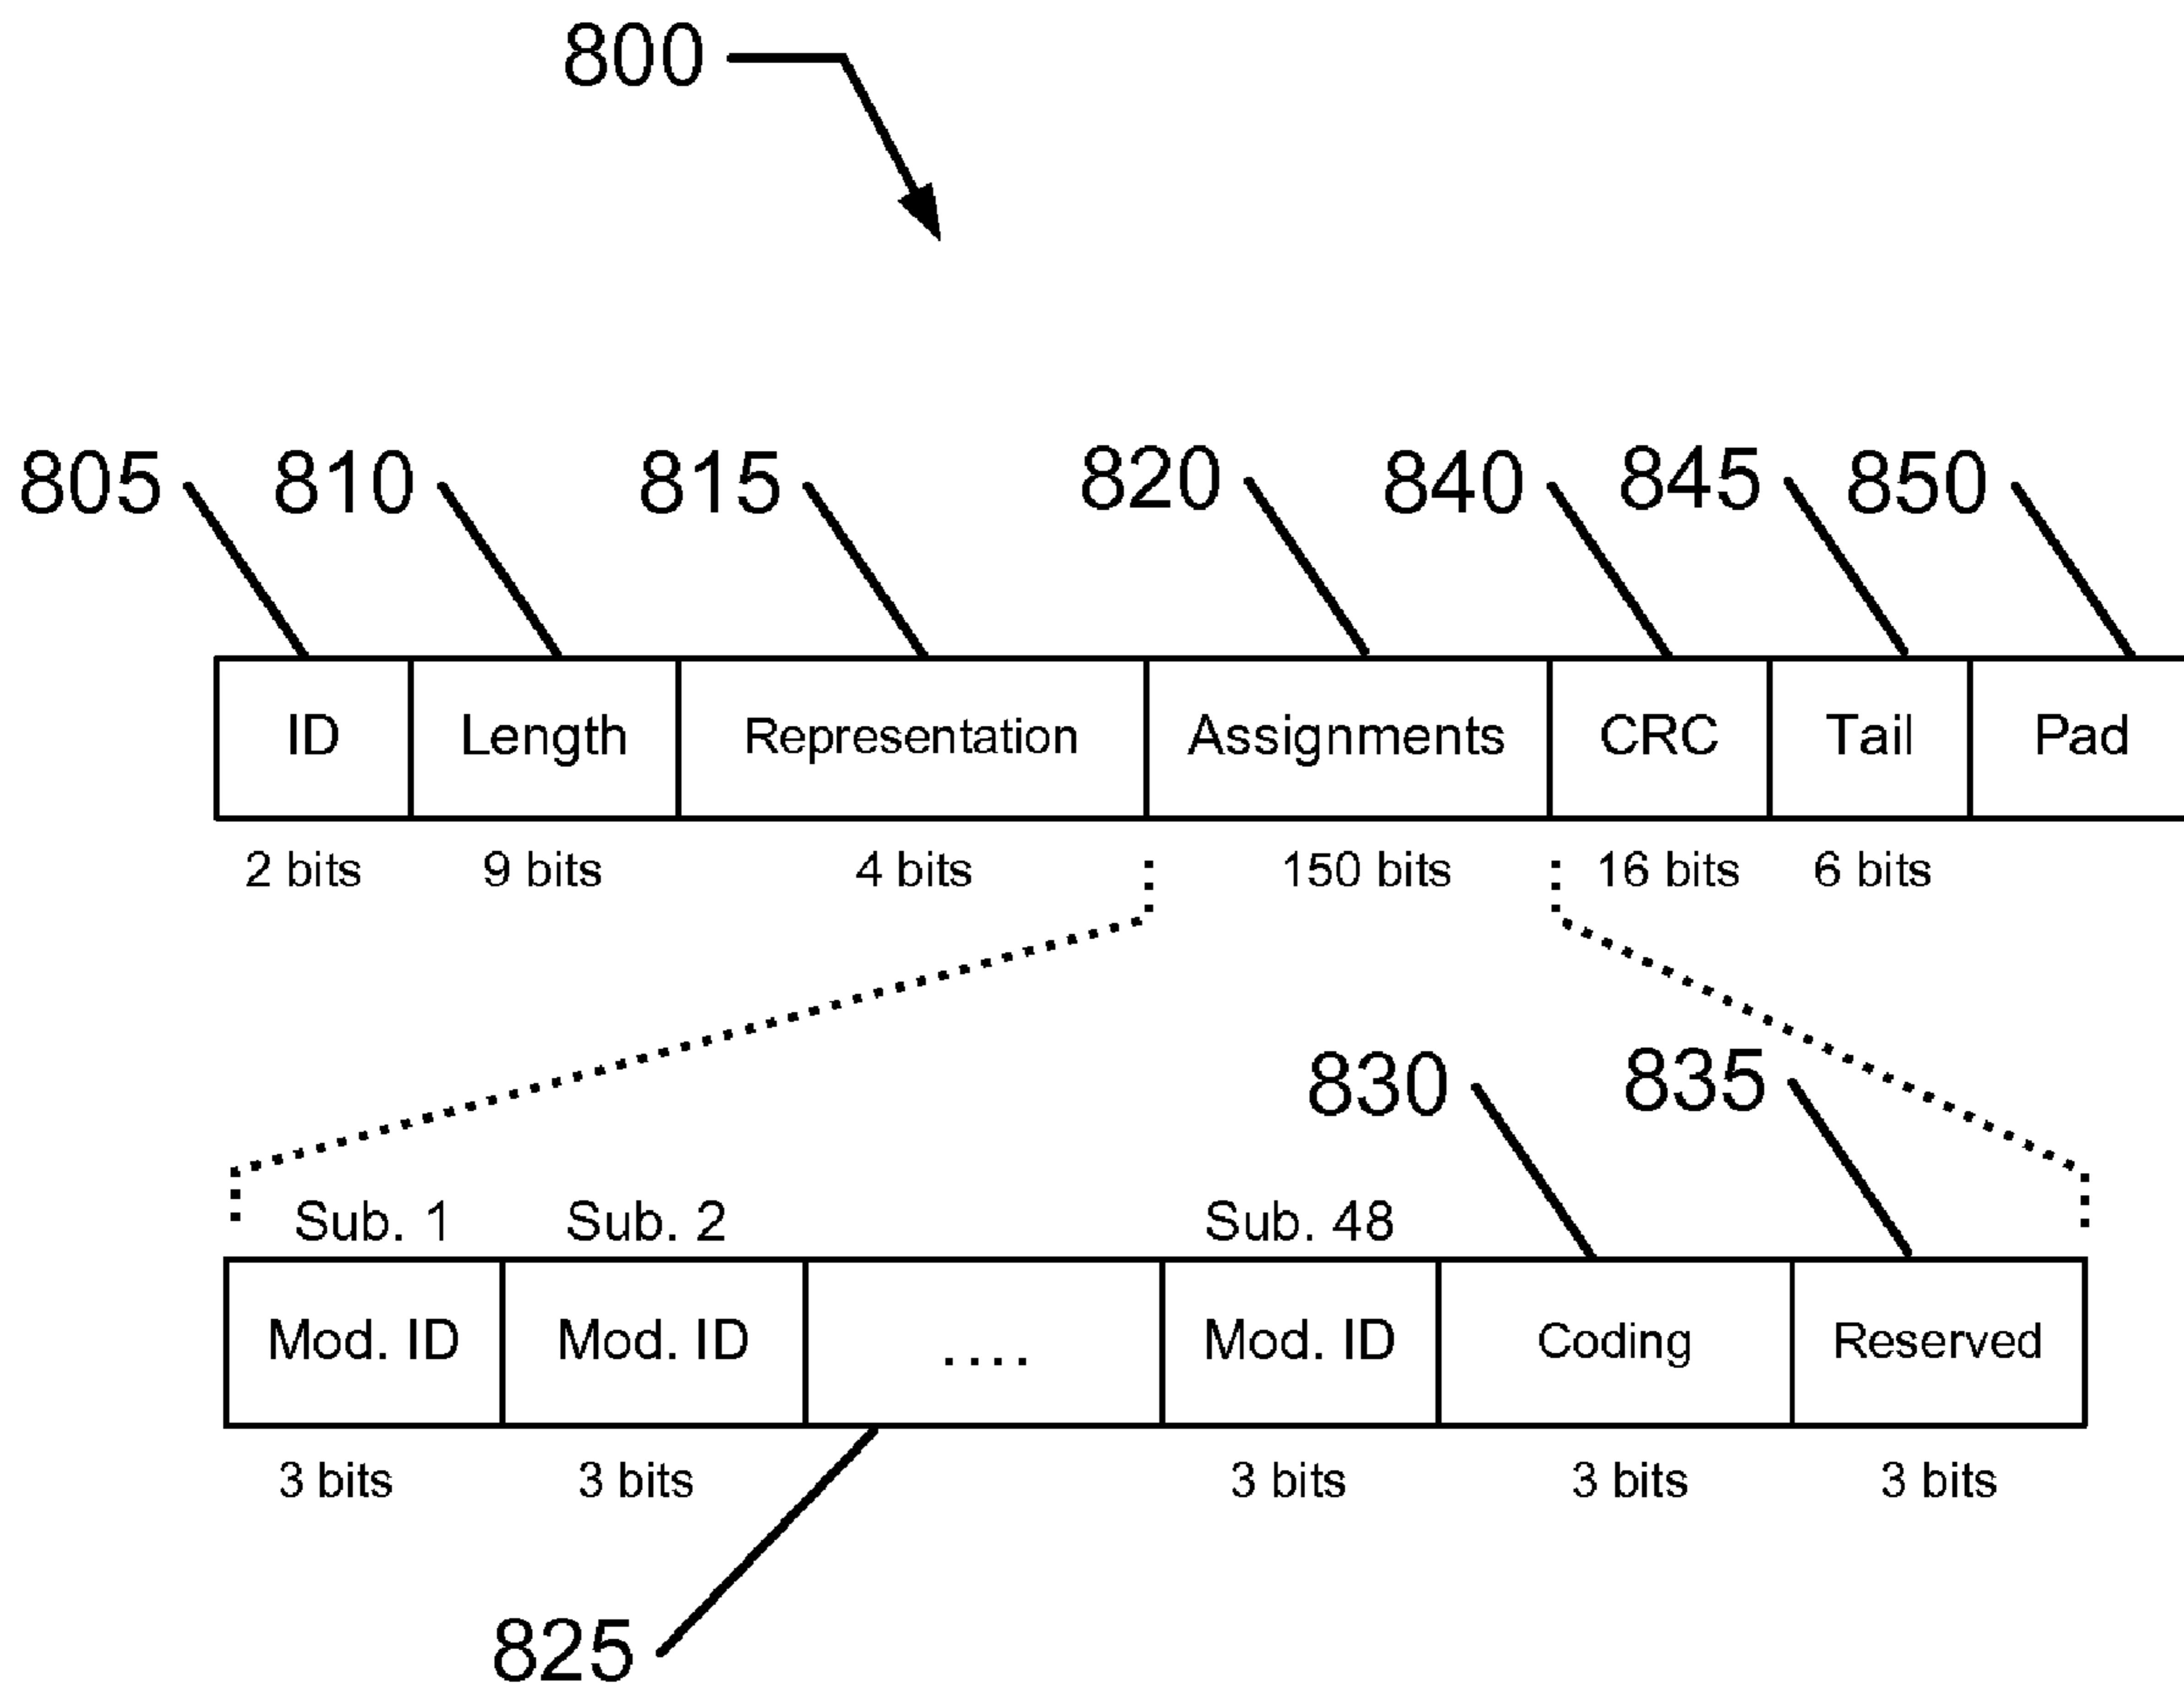 800
805 810 815 820 840 845 850
ID Length Representation Assignments CRC Tail Pad
2 bits 9 bits 4 bits 150 bits 16 bits 6 bits
830 835
Sub. 1 Sub. 2 Sub. 48
Mod. ID Mod. ID .... Mod. ID Coding Reserved
3 bits 3 bits 3 bits 3 bits 3 bits
825